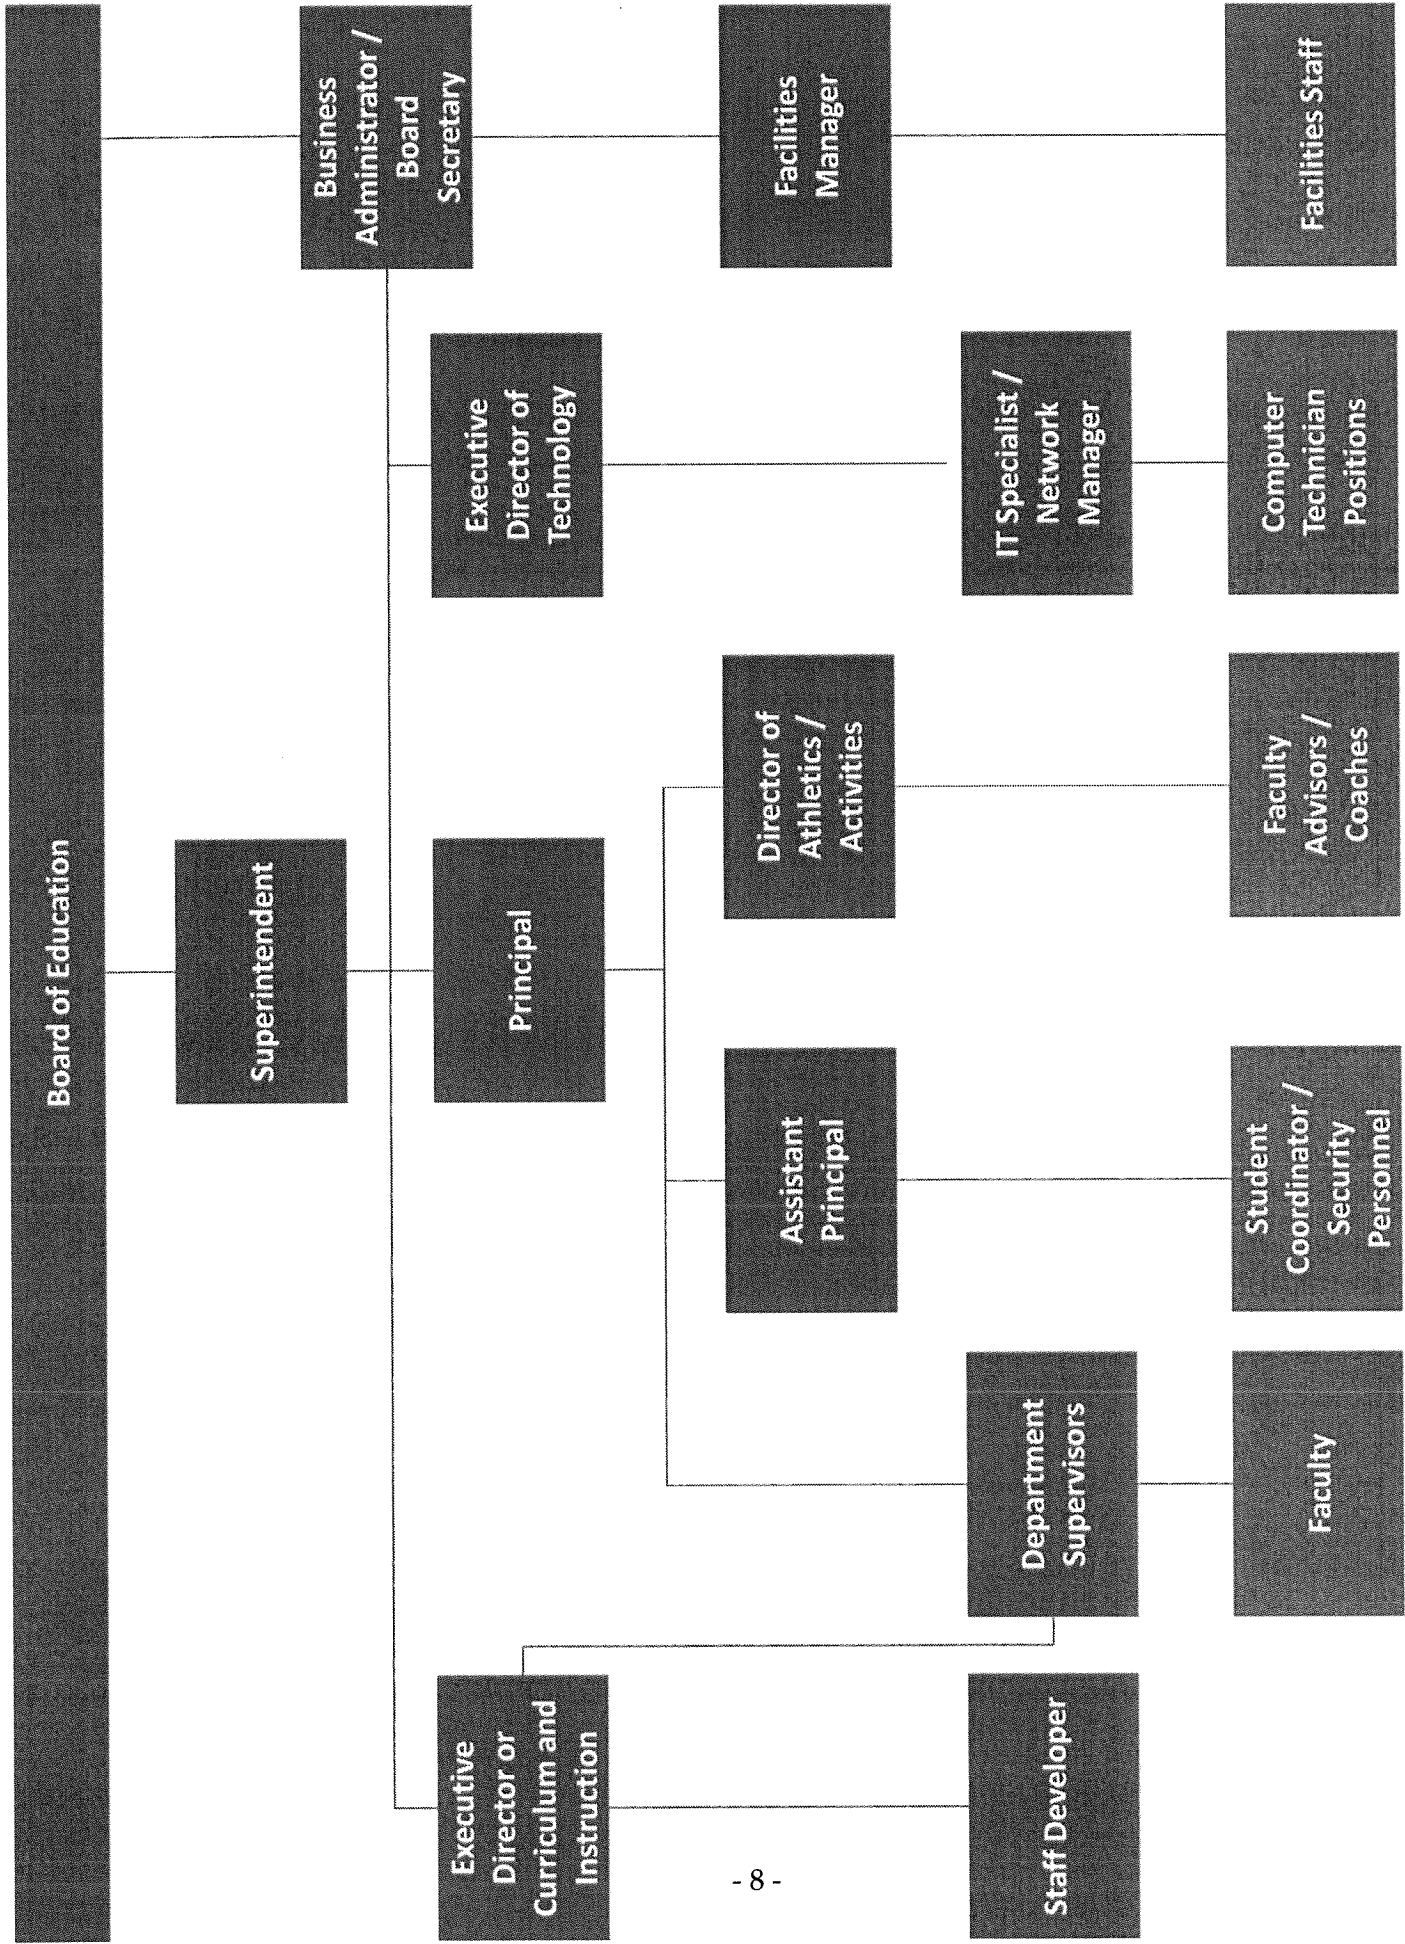 Board of Education
Superintendent
Business
Administrator /
Board
Secretary
Executive
Director or
Curriculum and
Instruction
Principal
Executive
Director of
Technology
Assistant
Principal
Director of
Athletics /
Activities
Facilities
Manager
Staff Developer
Department
Supervisors
IT Specialist /
Network
Manager
Faculty
Student
Coordinator /
Security
Personnel
Faculty
Advisors /
Coaches
Computer
Technician
Positions
Facilities Staff
- 8 -